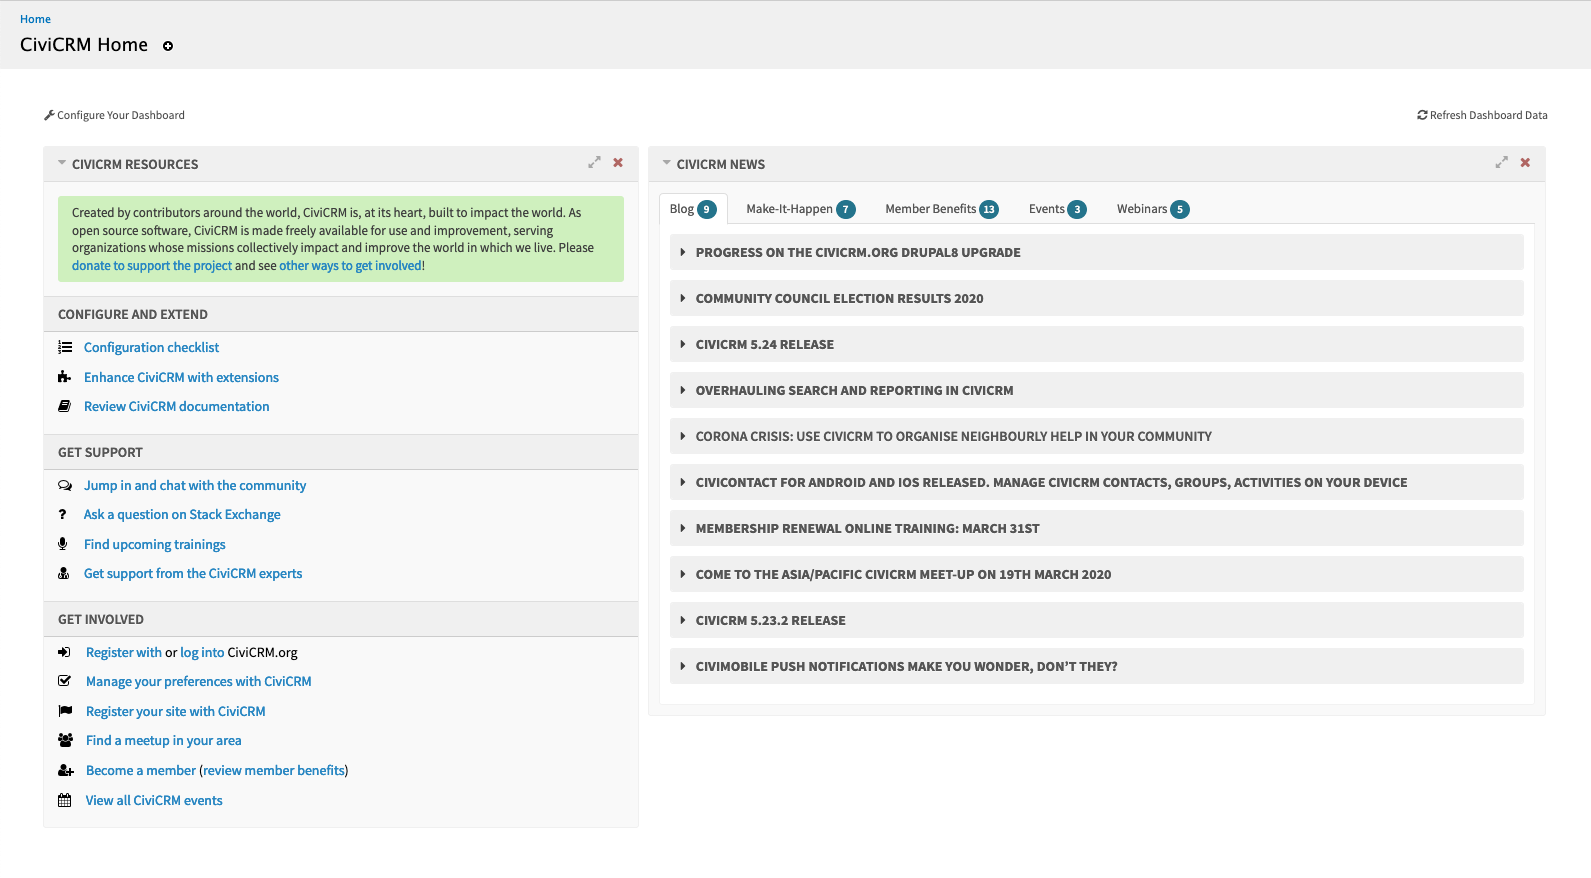 Home
CiviCRM Home
Configure Your Dashboard
Refresh Dashboard Data
CIVICRM RESOURCES
Created by contributors around the world, CiviCRM is, at its heart, built to impact the world. As
open source software, CiviCRM is made freely available for use and improvement, serving
organizations whose missions collectively impact and improve the world in which we live. Please
donate to support the project and see other ways to get involved!
CONFIGURE AND EXTEND
Configuration checklist
Enhance CiviCRM with extensions
Review CiviCRM documentation
GET SUPPORT
Jump in and chat with the community
? Ask a question on Stack Exchange
Find upcoming trainings
Get support from the CiviCRM experts
GET INVOLVED
Register with or log into CiviCRM.org
Manage your preferences with CiviCRM
Register your site with CiviCRM
Find a meetup in your area
Become a member (review member benefits)
View all CiviCRM events
CIVICRM NEWS
Blog 9 Make-It-Happen 7 Member Benefits 13 Events 3 Webinars 5
PROGRESS ON THE CIVICRM.ORG DRUPAL8 UPGRADE
COMMUNITY COUNCIL ELECTION RESULTS 2020
CIVICRM 5.24 RELEASE
OVERHAULING SEARCH AND REPORTING IN CIVICRM
CORONA CRISIS: USE CIVICRM TO ORGANISE NEIGHBOURLY HELP IN YOUR COMMUNITY
CIVICONTACT FOR ANDROID AND IOS RELEASED. MANAGE CIVICRM CONTACTS, GROUPS, ACTIVITIES ON YOUR DEVICE
MEMBERSHIP RENEWAL ONLINE TRAINING: MARCH 31ST
COME TO THE ASIA/PACIFIC CIVICRM MEET-UP ON 19TH MARCH 2020
CIVICRM 5.23.2 RELEASE
CIVIMOBILE PUSH NOTIFICATIONS MAKE YOU WONDER, DON'T THEY?